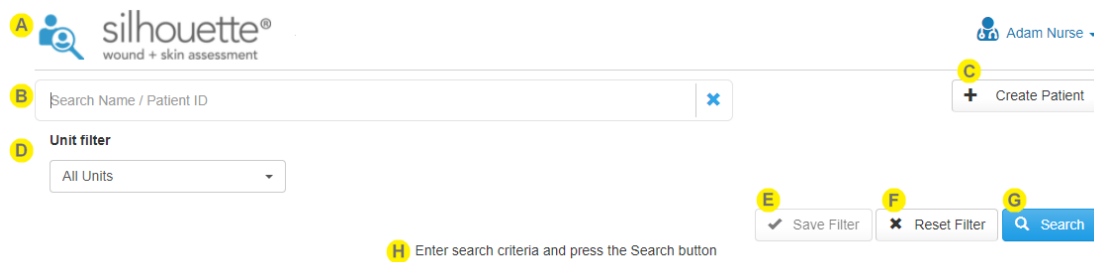 A silhouette®
wound + skin assessment
Adam Nurse
B Search Name / Patient ID
C
Create Patient
Unit filter
D
All Units
E F G
Save Filter Reset Filter Search
H Enter search criteria and press the Search button